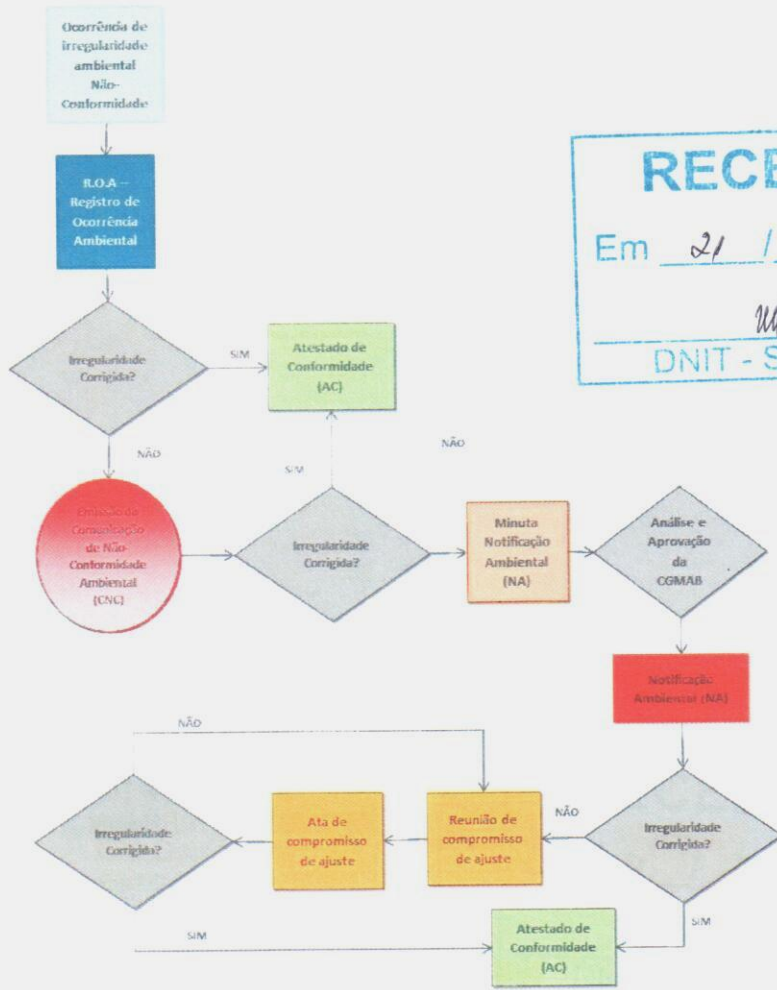 Ocorrência de
irregularidade
ambiental
Não-
Conformidade
R.O.A –
Registro de
Ocorrência
Ambiental
RECE
Em 21 /
DNIT - S
Irregularidade
Corrigida?
SIM
Atestado de
Conformidade
(AC)
NÃO
SIM
NÃO
Emissão da
Comunicação
de Não-
Conformidade
Ambiental
(CNC)
Irregularidade
Corrigida?
Minuta
Notificação
Ambiental
(NA)
Análise e
Aprovação
da
CGMAB
Notificação
Ambiental (NA)
NÃO
Irregularidade
Corrigida?
Ata de
compromisso
de ajuste
Reunião de
compromisso
de ajuste
NÃO
Irregularidade
Corrigida?
SIM
Atestado de
Conformidade
(AC)
SIM